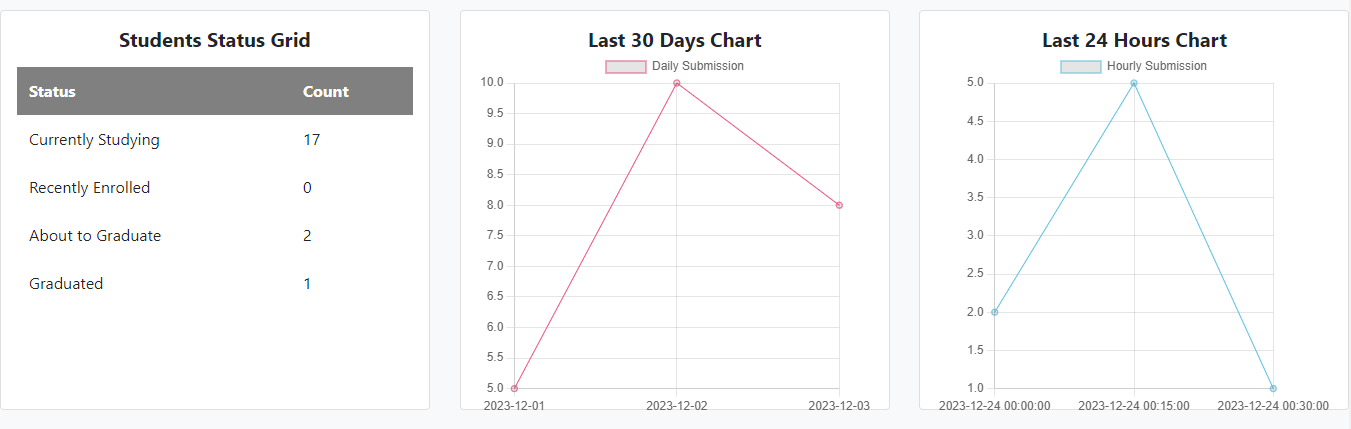 Students Status Grid
Status Count
Currently Studying 17
Recently Enrolled 0
About to Graduate 2
Graduated 1
Last 30 Days Chart
Daily Submission
10.0
9.5
9.0
8.5
8.0
7.5
7.0
6.5
6.0
5.5
5.0
2023-12-01 2023-12-02 2023-12-03
Last 24 Hours Chart
Hourly Submission
5.0
4.5
4.0
3.5
3.0
2.5
2.0
1.5
1.0
2023-12-24 00:00:00 2023-12-24 00:15:00 2023-12-24 00:30:00